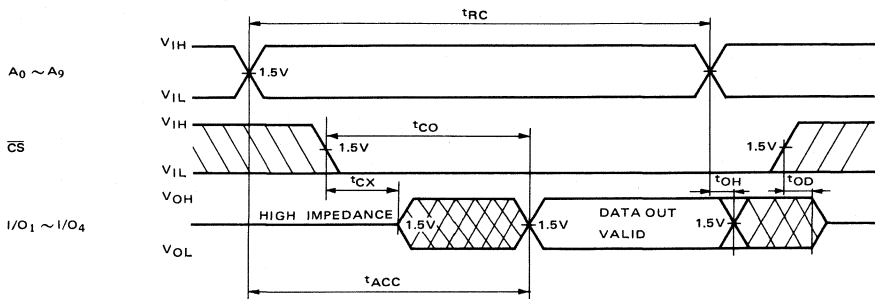 tRC
VIH
A0 ~ A9
1.5V
VIL
VIH
tCO
CS
1.5V
1.5V
VIL
tCX
tOH
tOD
VOH
HIGH IMPEDANCE
DATA OUT
I/O1 ~ I/O4
1.5V
1.5V
VALID
1.5V
VOL
tACC